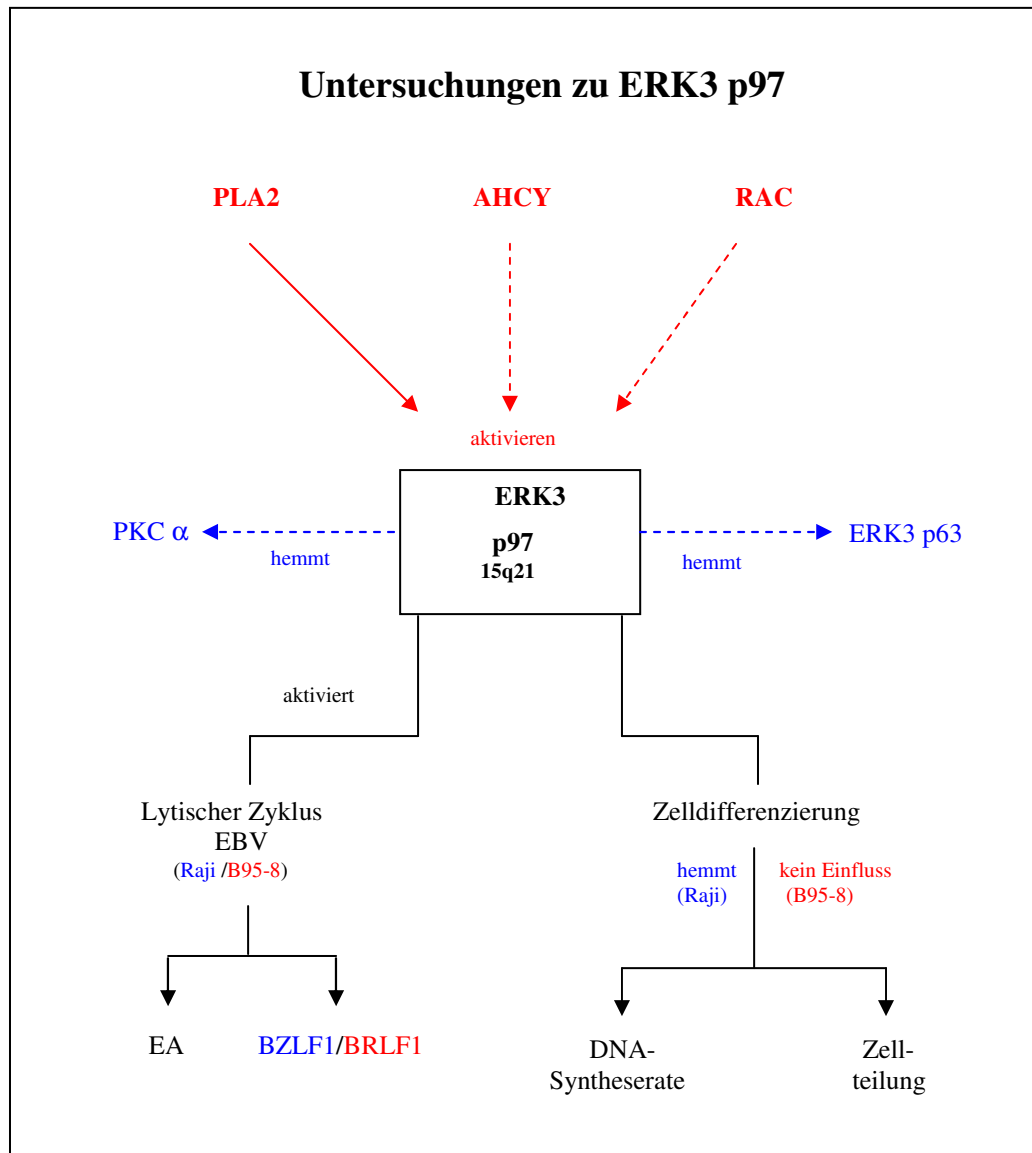 Untersuchungen zu ERK3 p97
PLA2
AHCY
RAC
aktivieren
ERK3
p97
15q21
PKC α
hemmt
hemmt
ERK3 p63
aktiviert
Lytischer Zyklus
EBV
(Raji /B95-8)
Zelldifferenzierung
hemmt
(Raji)
kein Einfluss
(B95-8)
EA
BZLF1/BRLF1
DNA-
Syntheserate
Zell-
teilung